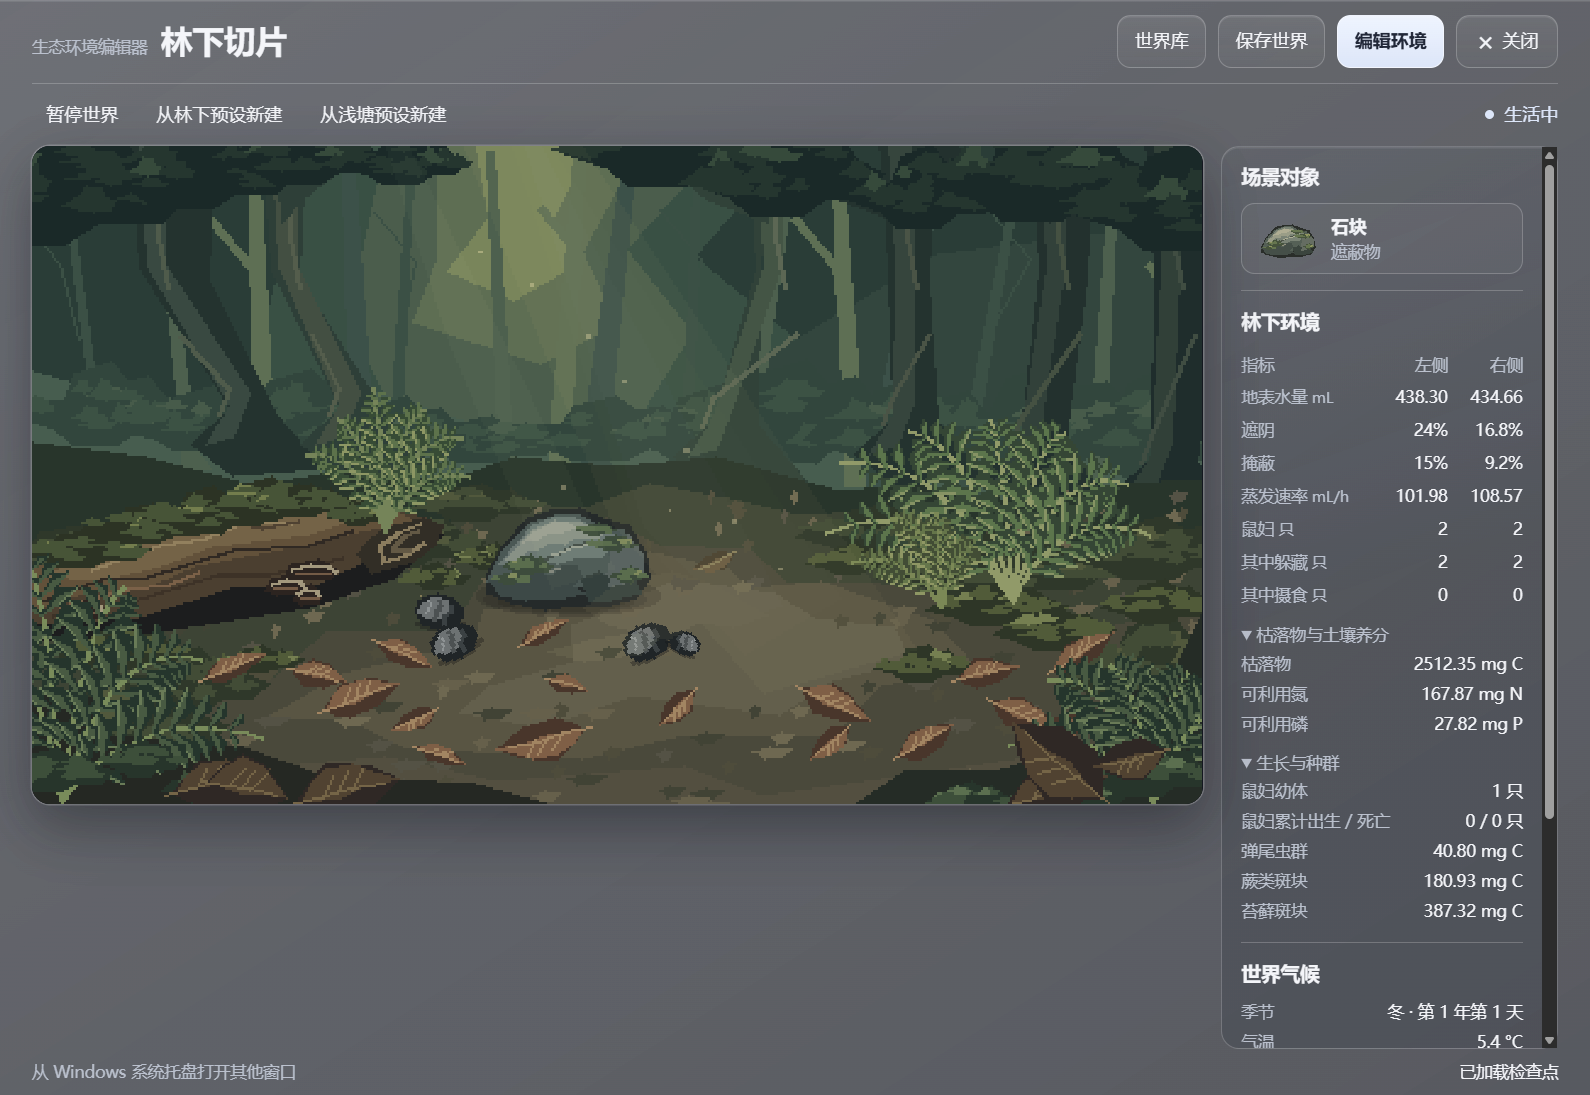 生态环境编辑器 林下切片
世界库 保存世界 编辑环境 × 关闭
暂停世界 从林下预设新建 从浅塘预设新建
生活中
场景对象
石块
遮蔽物
林下环境
指标 左侧 右侧
地表水量 mL 438.30 434.66
遮阴 24% 16.8%
掩蔽 15% 9.2%
蒸发速率 mL/h 101.98 108.57
鼠妇 只 2 2
其中躲藏 只 2 2
其中摄食 只 0 0
▼ 枯落物与土壤养分
枯落物 2512.35 mg C
可利用氮 167.87 mg N
可利用磷 27.82 mg P
▼ 生长与种群
鼠妇幼体 1 只
鼠妇累计出生 / 死亡 0 / 0 只
弹尾虫群 40.80 mg C
蕨类斑块 180.93 mg C
苔藓斑块 387.32 mg C
世界气候
季节 冬 · 第 1 年第 1 天
气温 5.4 °C
从 Windows 系统托盘打开其他窗口
已加载检查点